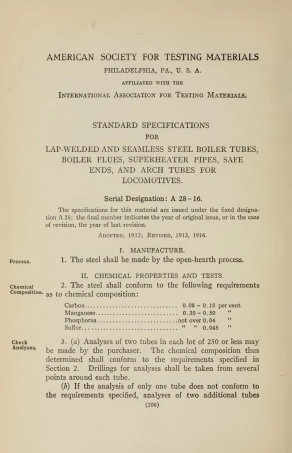 AMERICAN SOCIETY FOR TESTING MATERIALS
PHILADELPHIA, PA., U. S. A.
AFFILIATED WITH THE
INTERNATIONAL ASSOCIATION FOR TESTING MATERIALS.
STANDARD SPECIFICATIONS
FOR
LAP-WELDED AND SEAMLESS STEEL BOILER TUBES,
BOILER FLUES, SUPERHEATER PIPES, SAFE
ENDS, AND ARCH TUBES FOR
LOCOMOTIVES.
Serial Designation: A 28–16.
The specifications for this material are issued under the fixed designa-
tion A 28; the final number indicates the year of original issue, or in the case
of revision, the year of last revision.
ADOPTED, 1912; REVISED, 1913, 1916.
I. MANUFACTURE.
Process. 1. The steel shall be made by the open-hearth process.
II. CHEMICAL PROPERTIES AND TESTS.
Chemical 2. The steel shall conform to the following requirements
Composition. as to chemical composition:
Carbon.............................. 0.08 – 0.18 per cent
Manganese.......................... 0.30 – 0.50 "
Phosphorus..........................not over 0.04 "
Sulfur............................... " " 0.045 "
Check 3. (a) Analyses of two tubes in each lot of 250 or less may
Analyses. be made by the purchaser. The chemical composition thus
determined shall conform to the requirements specified in
Section 2. Drillings for analyses shall be taken from several
points around each tube.
(b) If the analysis of only one tube does not conform to
the requirements specified, analyses of two additional tubes
(206)